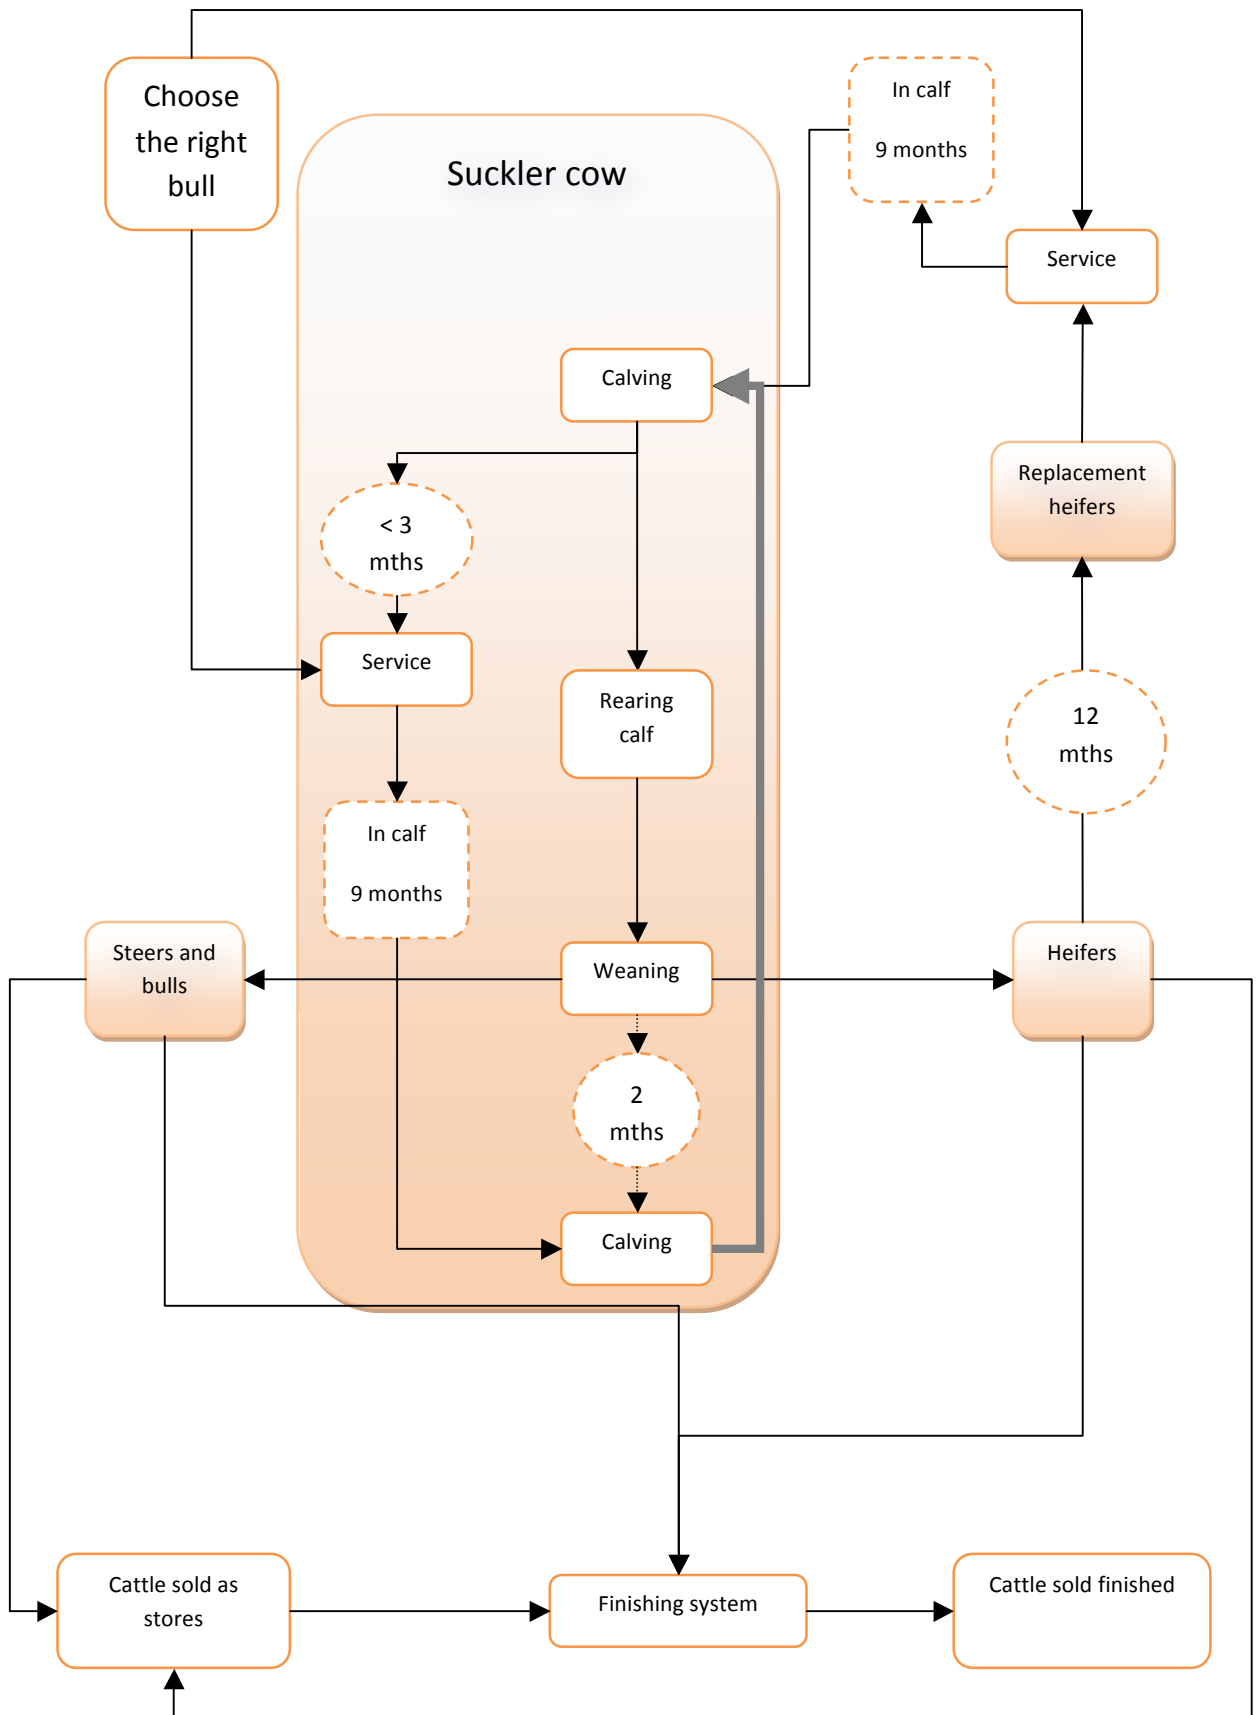 Choose
the right
bull
In calf
9 months
Suckler cow
Service
Calving
Replacement
heifers
< 3
mths
Service
Rearing
calf
12
mths
In calf
9 months
Steers and
bulls
Weaning
Heifers
2
mths
Calving
Cattle sold as
stores
Finishing system
Cattle sold finished